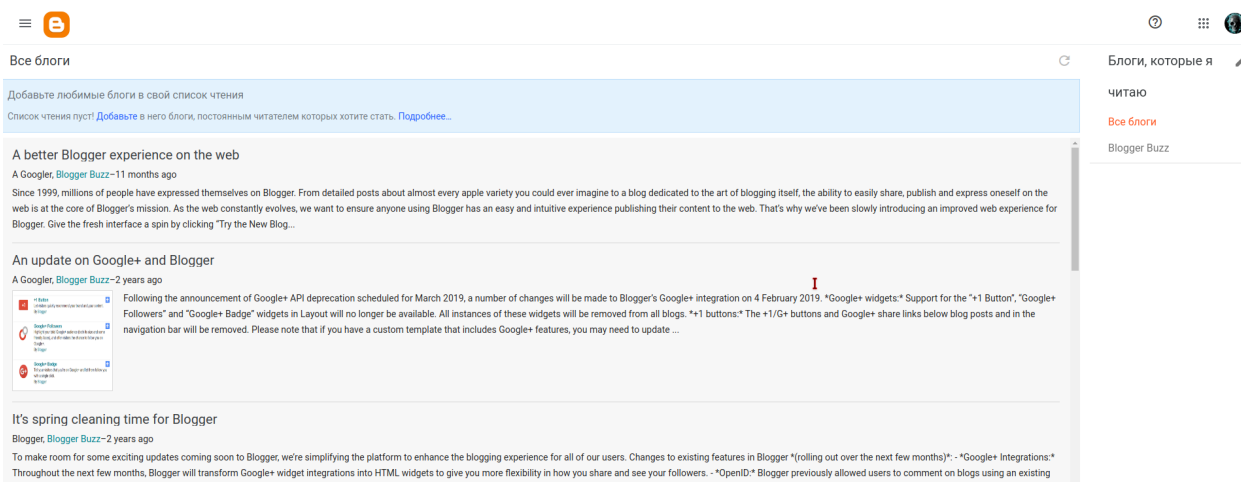 Все блоги
Добавьте любимые блоги в свой список чтения
Список чтения пуст! Добавьте в него блоги, постоянным читателем которых хотите стать. Подробнее…
A better Blogger experience on the web
A Googler, Blogger Buzz–11 months ago
Since 1999, millions of people have expressed themselves on Blogger. From detailed posts about almost every apple variety you could ever imagine to a blog dedicated to the art of blogging itself, the ability to easily share, publish and express oneself on the
web is at the core of Blogger's mission. As the web constantly evolves, we want to ensure anyone using Blogger has an easy and intuitive experience publishing their content to the web. That's why we've been slowly introducing an improved web experience for
Blogger. Give the fresh interface a spin by clicking "Try the New Blog...
An update on Google+ and Blogger
A Googler, Blogger Buzz–2 years ago
Following the announcement of Google+ API deprecation scheduled for March 2019, a number of changes will be made to Blogger's Google+ integration on 4 February 2019. *Google+ widgets:* Support for the "+1 Button", "Google+
Followers" and "Google+ Badge" widgets in Layout will no longer be available. All instances of these widgets will be removed from all blogs. *+1 buttons:* The +1/G+ buttons and Google+ share links below blog posts and in the
navigation bar will be removed. Please note that if you have a custom template that includes Google+ features, you may need to update ...
+1 Button
Google+ Followers
Google+ Badge
It's spring cleaning time for Blogger
Blogger, Blogger Buzz–2 years ago
To make room for some exciting updates coming soon to Blogger, we're simplifying the platform to enhance the blogging experience for all of our users. Changes to existing features in Blogger *(rolling out over the next few months)*: - *Google+ Integrations:*
Throughout the next few months, Blogger will transform Google+ widget integrations into HTML widgets to give you more flexibility in how you share and see your followers. - *OpenID:* Blogger previously allowed users to comment on blogs using an existing
Блоги, которые я
читаю
Все блоги
Blogger Buzz